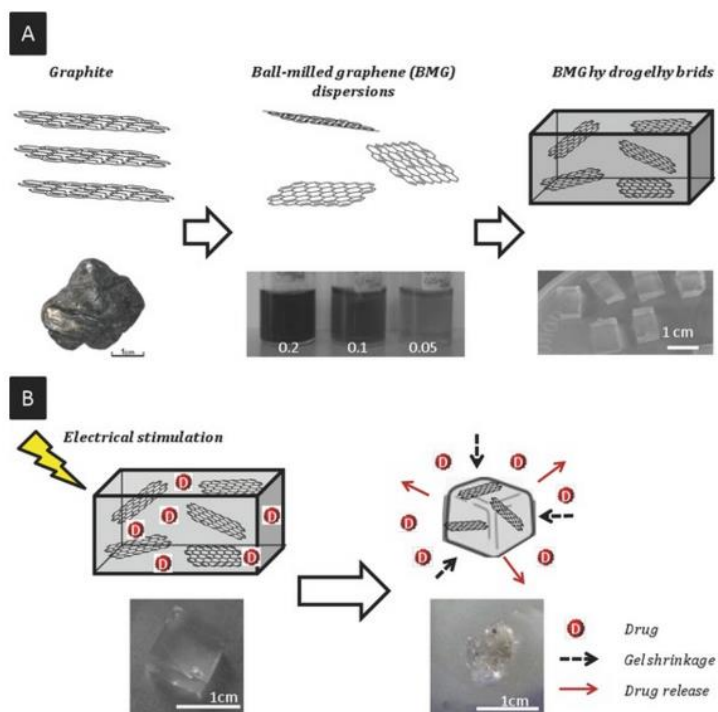 A
Graphite
Ball-milled graphene (BMG)
dispersions
BMGhy drogelhy brids
1cm
0.2
0.1
0.05
1 cm
B
Electrical stimulation
D
D
D
D
D
D
D
D
D
D
D
D
D
D
1cm
1cm
D
Drug
Gel shrinkage
Drug release